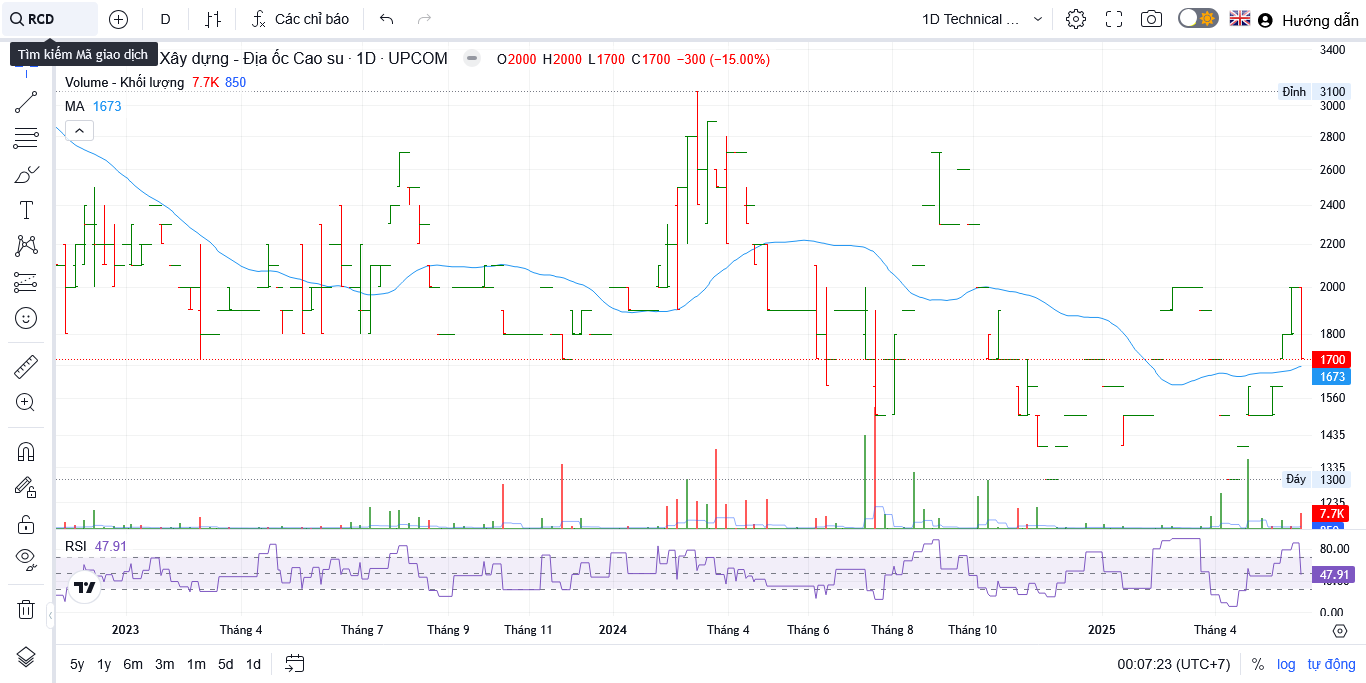 RCD
D
Các chỉ báo
1D Technical ...
Hướng dẫn
Tìm kiếm Mã giao dịch
Xây dựng - Địa ốc Cao su · 1D · UPCOM
O2000 H2000 L1700 C1700 −300 (−15.00%)
Volume - Khối lượng 7.7K 850
MA 1673
3400
Đỉnh 3100
3000
2800
2600
2400
2200
2000
1800
1700
1673
1560
1435
1335
Đáy 1300
1235
7.7K
RSI 47.91
80.00
47.91
0.00
2023
Tháng 4
Tháng 7
Tháng 9
Tháng 11
2024
Tháng 4
Tháng 6
Tháng 8
Tháng 10
2025
Tháng 4
5y 1y 6m 3m 1m 5d 1d
00:07:23 (UTC+7)
% log tự động